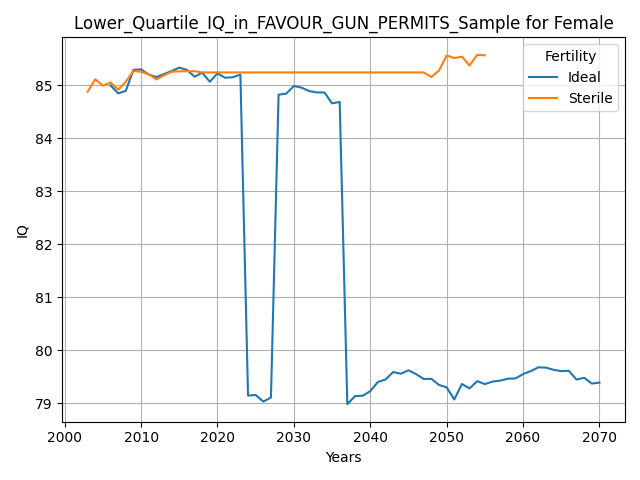 Lower_Quartile_IQ_in_FAVOUR_GUN_PERMITS_Sample for Female
Fertility
Ideal
Sterile
IQ
85
84
83
82
81
80
79
2000 2010 2020 2030 2040 2050 2060 2070
Years